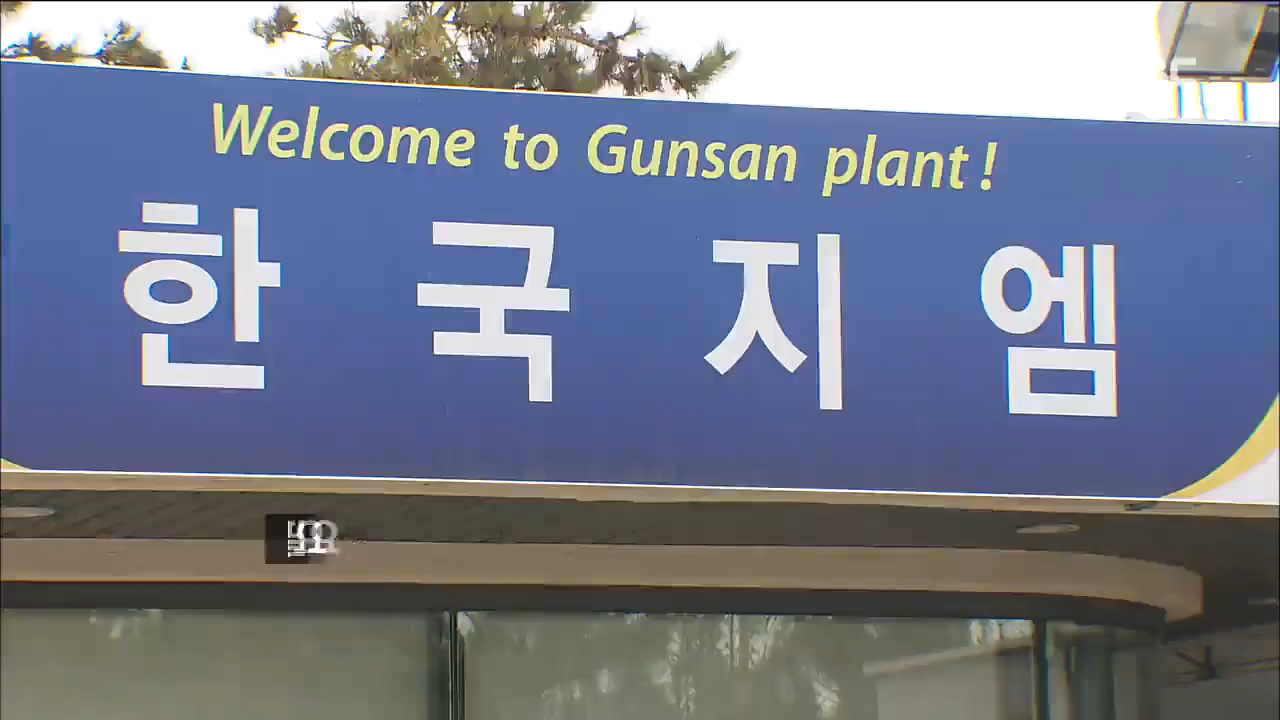 Welcome to Gunsan plant!
한국지엠